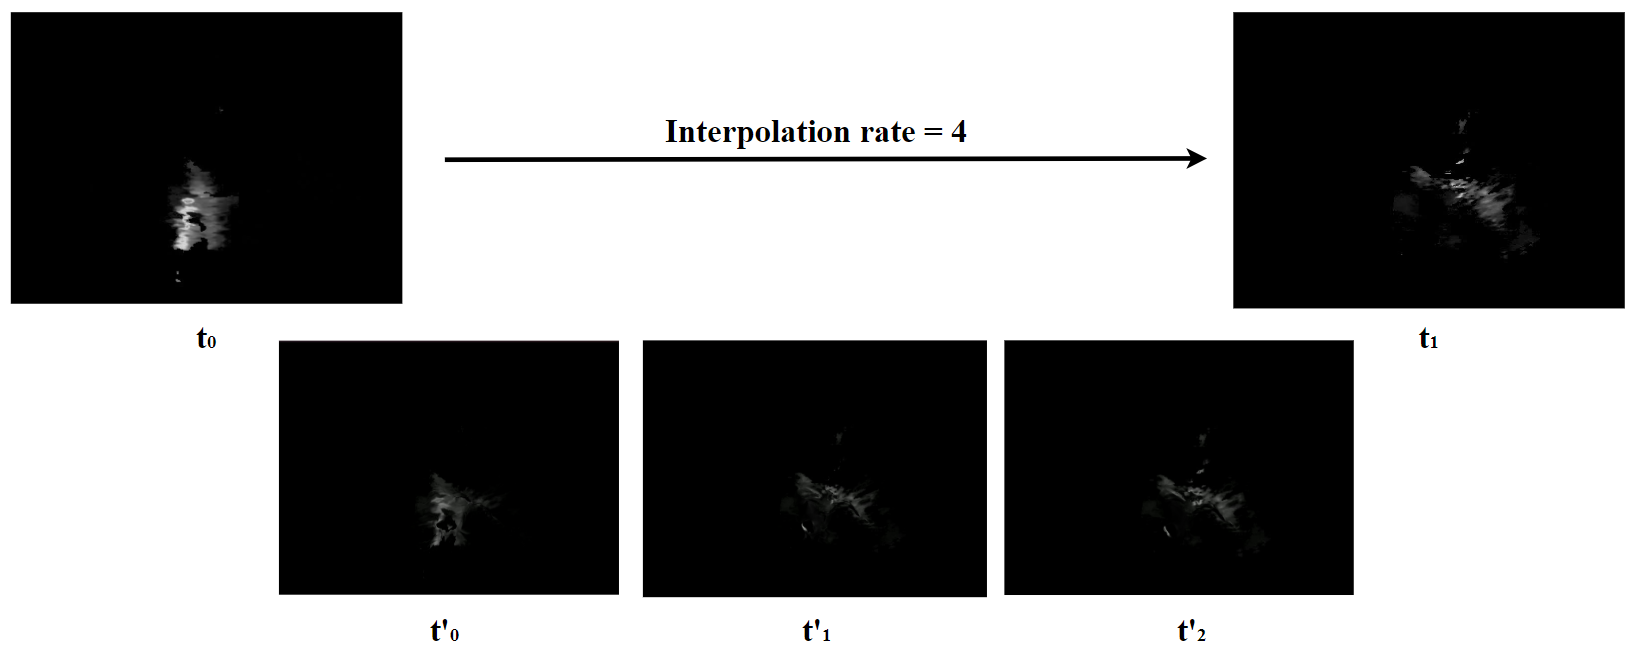 Interpolation rate = 4
t₀
t₁
t'₀
t'₁
t'₂